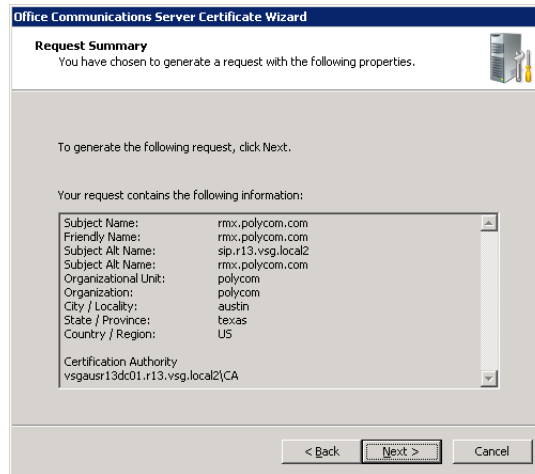 Office Communications Server Certificate Wizard
Request Summary
You have chosen to generate a request with the following properties.
To generate the following request, click Next.
Your request contains the following information:
Subject Name: rmx.polycom.com
Friendly Name: rmx.polycom.com
Subject Alt Name: sip.r13.vsg.local2
Subject Alt Name: rmx.polycom.com
Organizational Unit: polycom
Organization: polycom
City / Locality: austin
State / Province: texas
Country / Region: US
Certification Authority
vsgausr13dc01.r13.vsg.local2\CA
< Back Next > Cancel